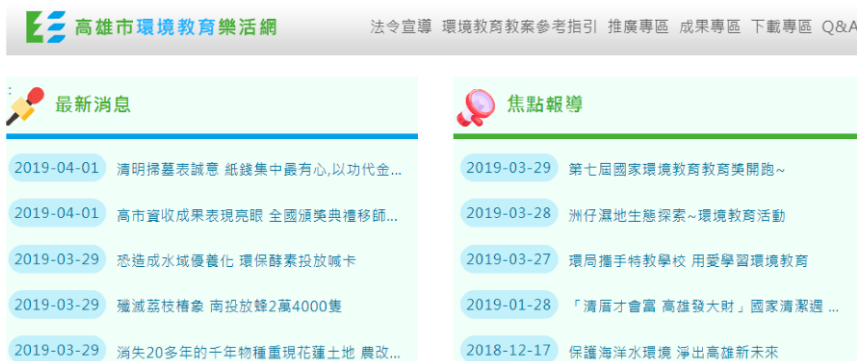 高雄市環境教育樂活網
法令宣導 環境教育教案參考指引 推廣專區 成果專區 下載專區 Q&A
最新消息
2019-04-01 清明掃墓表誠意 紙錢集中最有心,以功代金...
2019-04-01 高市資收成果表現亮眼 全國頒獎典禮移師...
2019-03-29 恐造成水域優養化 環保酵素投放喊卡
2019-03-29 殲滅荔枝椿象 南投放蜂2萬4000隻
2019-03-29 消失20多年的千年物種重現花蓮土地 農改...
焦點報導
2019-03-29 第七屆國家環境教育教育獎開跑~
2019-03-28 洲仔濕地生態探索~環境教育活動
2019-03-27 環局攜手特教學校 用愛學習環境教育
2019-01-28 「清厝才會富 高雄發大財」國家清潔週 ...
2018-12-17 保護海洋水環境 淨出高雄新未來